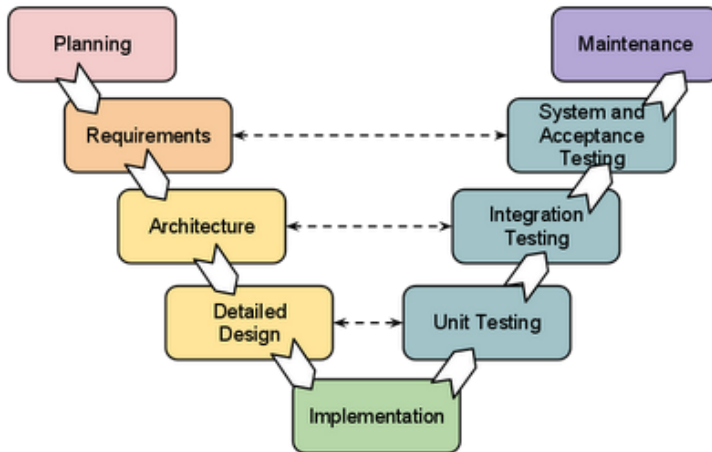 Planning
Maintenance
Requirements
System and
Acceptance
Testing
Architecture
Integration
Testing
Detailed
Design
Unit Testing
Implementation